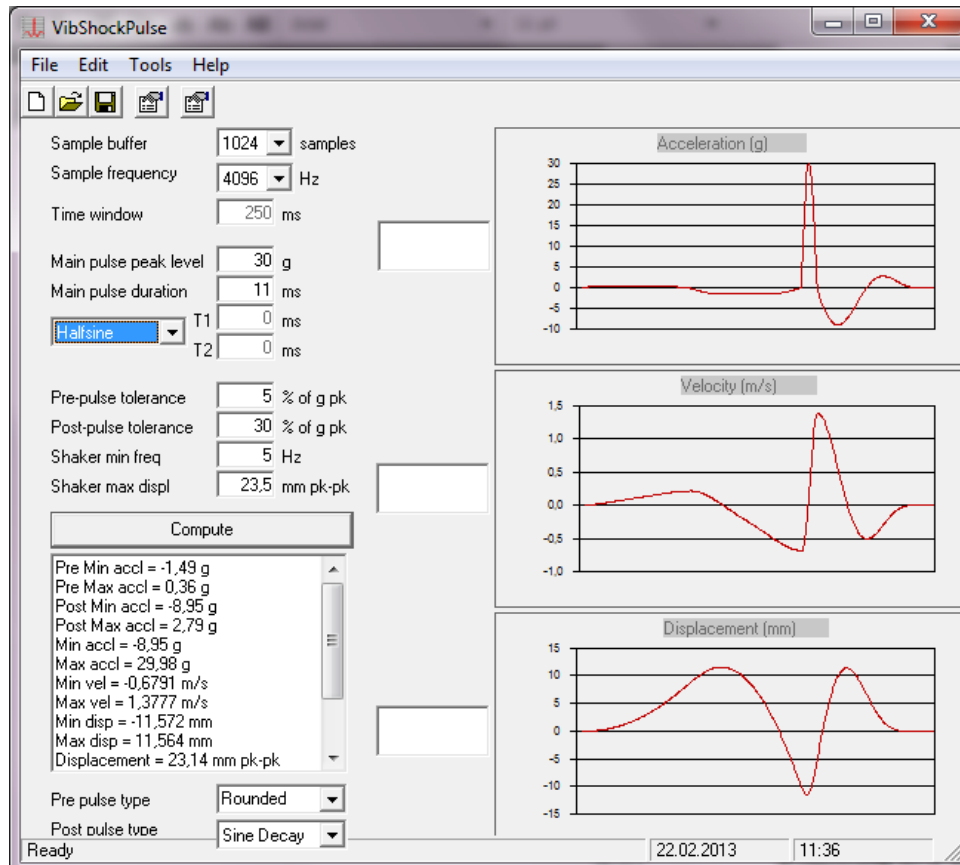 VibShockPulse
File Edit Tools Help
Sample buffer 1024 samples
Sample frequency 4096 Hz
Time window 250 ms
Main pulse peak level 30 g
Main pulse duration 11 ms
Halfsine
T1 0 ms
T2 0 ms
Pre-pulse tolerance 5 % of g pk
Post-pulse tolerance 30 % of g pk
Shaker min freq 5 Hz
Shaker max displ 23,5 mm pk-pk
Compute
Pre Min accl = -1,49 g
Pre Max accl = 0,36 g
Post Min accl = -8,95 g
Post Max accl = 2,79 g
Min accl = -8,95 g
Max accl = 29,98 g
Min vel = -0,6791 m/s
Max vel = 1,3777 m/s
Min disp = -11,572 mm
Max disp = 11,564 mm
Displacement = 23,14 mm pk-pk
Pre pulse type Rounded
Post pulse type Sine Decay
Acceleration (g)
30
25
20
15
10
5
0
-5
-10
Velocity (m/s)
1,5
1,0
0,5
0,0
-0,5
-1,0
Displacement (mm)
15
10
5
0
-5
-10
-15
Ready 22.02.2013 11:36